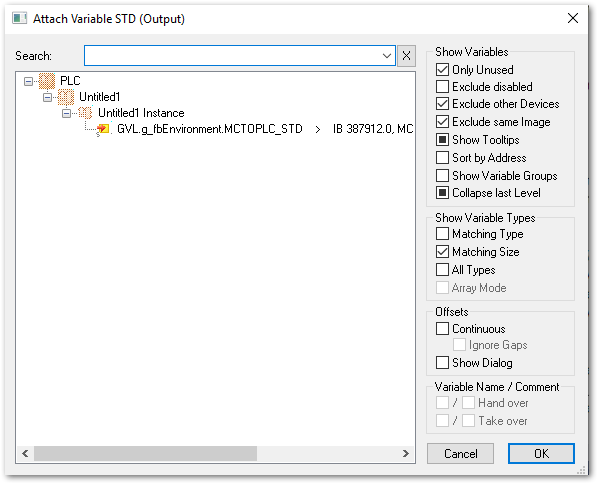 Attach Variable STD (Output)
Search:
X
PLC
Untitled1
Untitled1 Instance
GVL.g_fbEnvironment.MCTOPLC_STD > IB 387912.0, MC
Show Variables
Only Unused
Exclude disabled
Exclude other Devices
Exclude same Image
Show Tooltips
Sort by Address
Show Variable Groups
Collapse last Level
Show Variable Types
Matching Type
Matching Size
All Types
Array Mode
Offsets
Continuous
Ignore Gaps
Show Dialog
Variable Name / Comment
/ Hand over
/ Take over
Cancel
OK